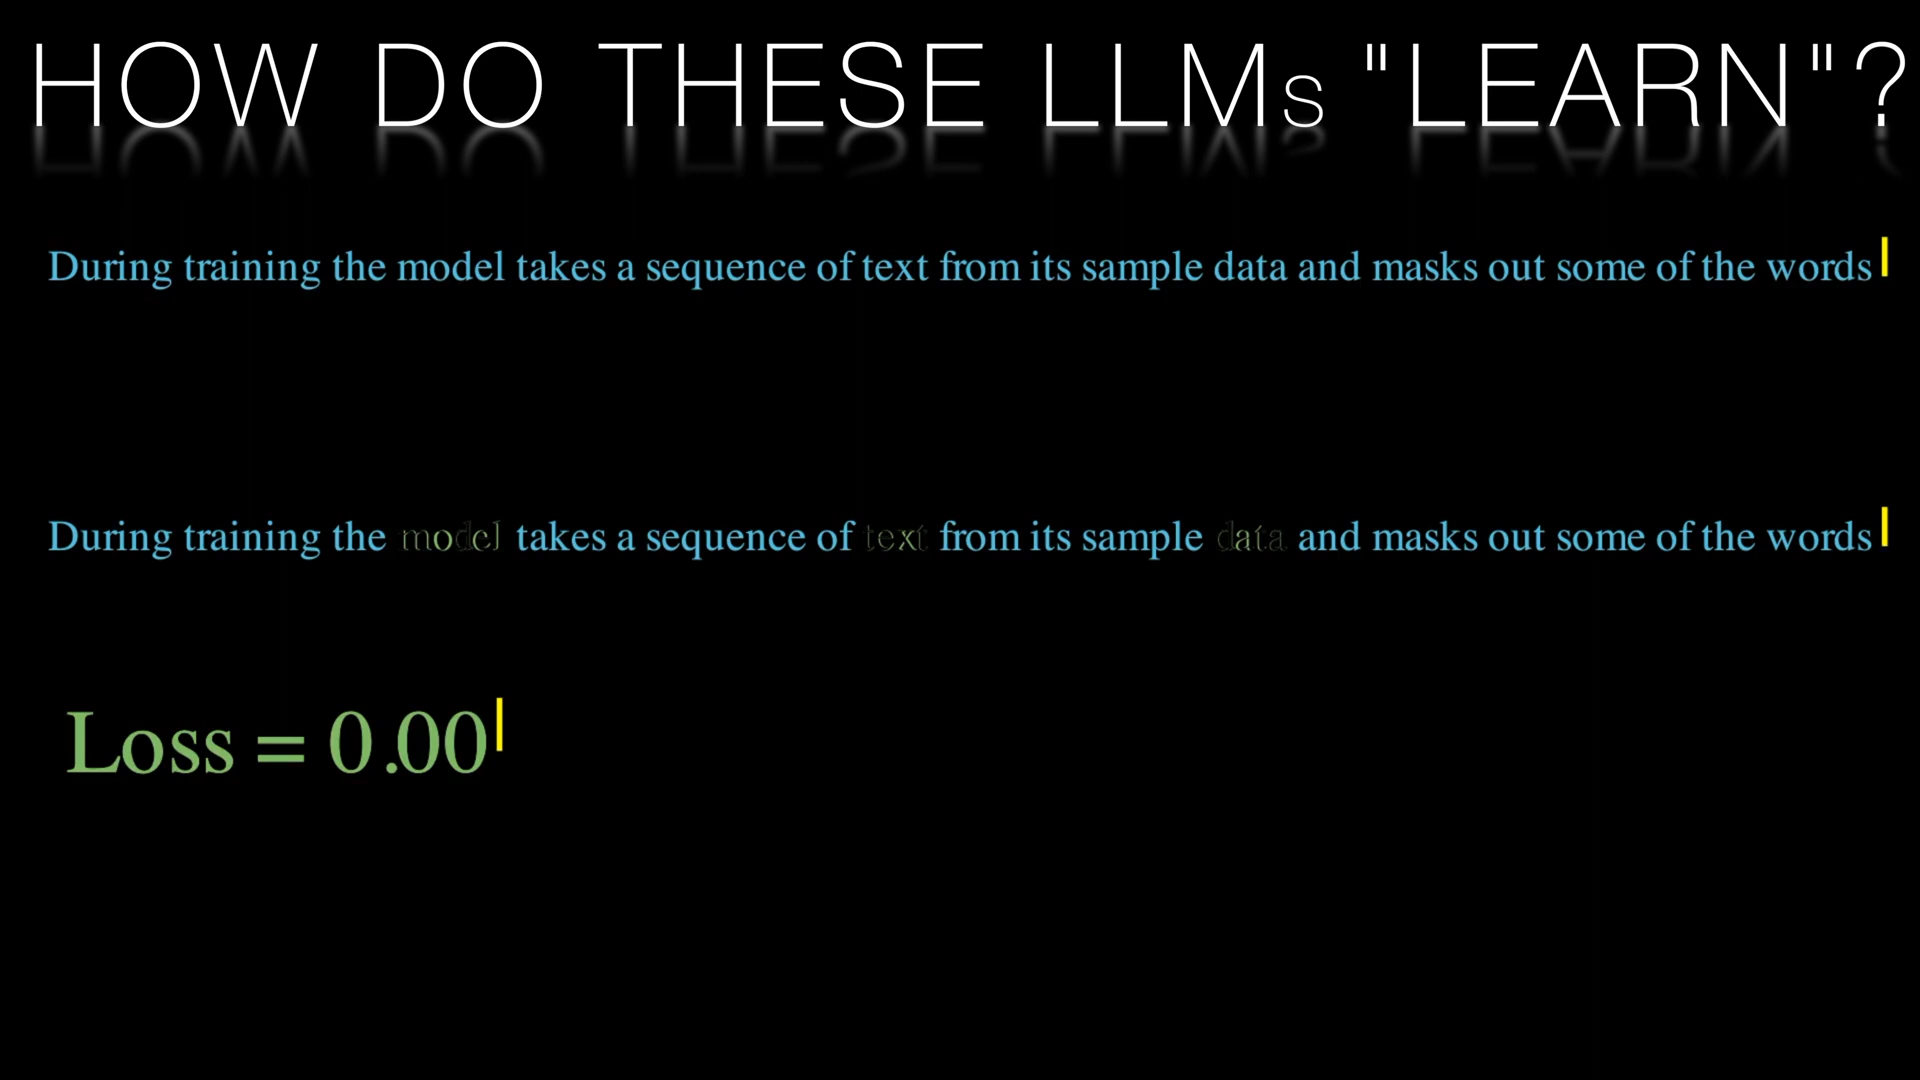 HOW DO THESE LLMs "LEARN"?
During training the model takes a sequence of text from its sample data and masks out some of the words
During training the model takes a sequence of text from its sample data and masks out some of the words
Loss = 0.00